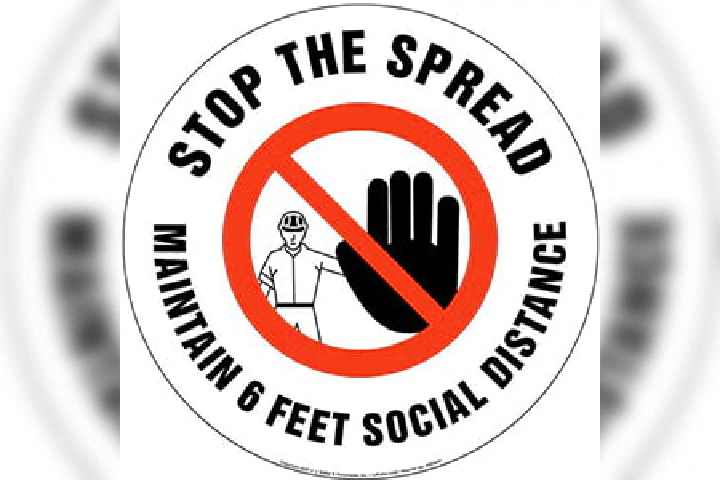 STOP THE SPREAD
MAINTAIN 6 FEET SOCIAL DISTANCE